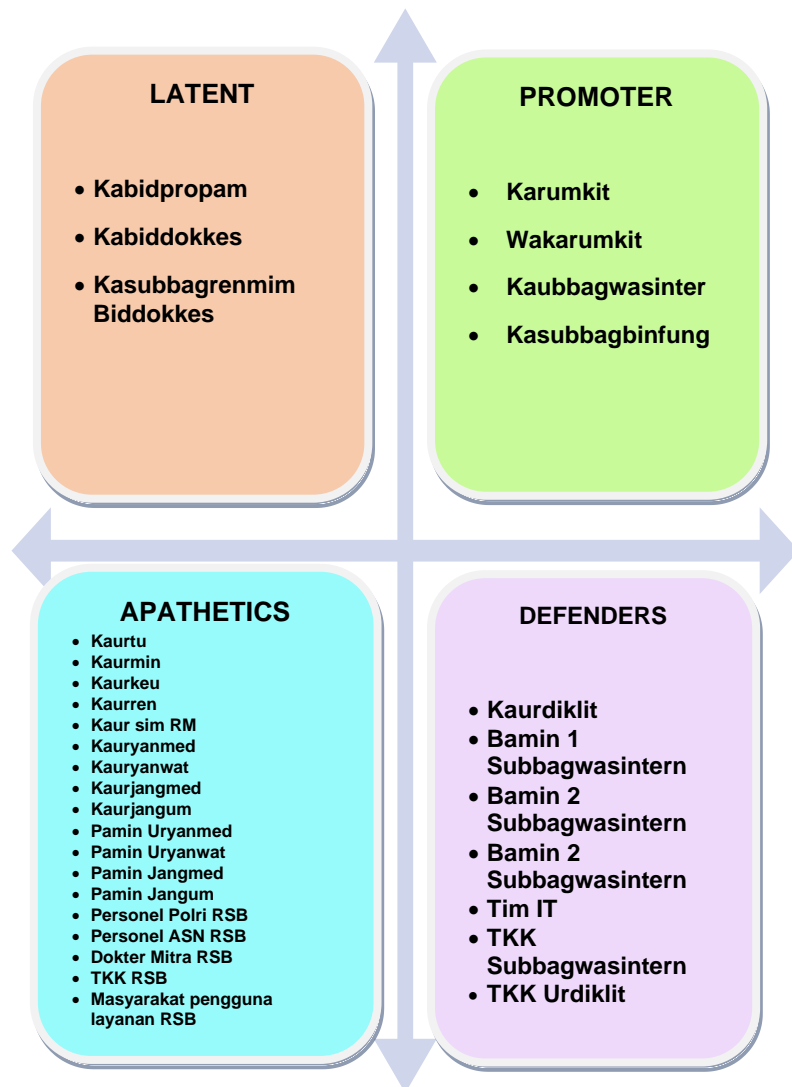 LATENT
• Kabidpropam
• Kabiddokkes
• Kasubbagrenmim
Biddokkes
PROMOTER
• Karumkit
• Wakarumkit
• Kaubbagwasinter
• Kasubbagbinfung
APATHETICS
• Kaurtu
• Kaurmin
• Kaurkeu
• Kaurren
• Kaur sim RM
• Kauryanmed
• Kauryanwat
• Kaurjangmed
• Kaurjangum
• Pamin Uryanmed
• Pamin Uryanwat
• Pamin Jangmed
• Pamin Jangum
• Personel Polri RSB
• Personel ASN RSB
• Dokter Mitra RSB
• TKK RSB
• Masyarakat pengguna
layanan RSB
DEFENDERS
• Kaurdiklit
• Bamin 1
Subbagwasintern
• Bamin 2
Subbagwasintern
• Bamin 2
Subbagwasintern
• Tim IT
• TKK
Subbagwasintern
• TKK Urdiklit